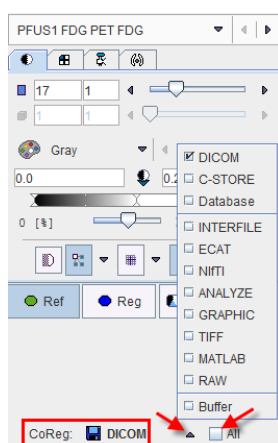 PFUS1 FDG PET FDG
17 1
1 1
Gray
0.0 0.2
0 [%]
DICOM
C-STORE
Database
INTERFILE
ECAT
NIfTI
ANALYZE
GRAPHIC
TIFF
MATLAB
RAW
Buffer
Ref Reg
CoReg: DICOM All